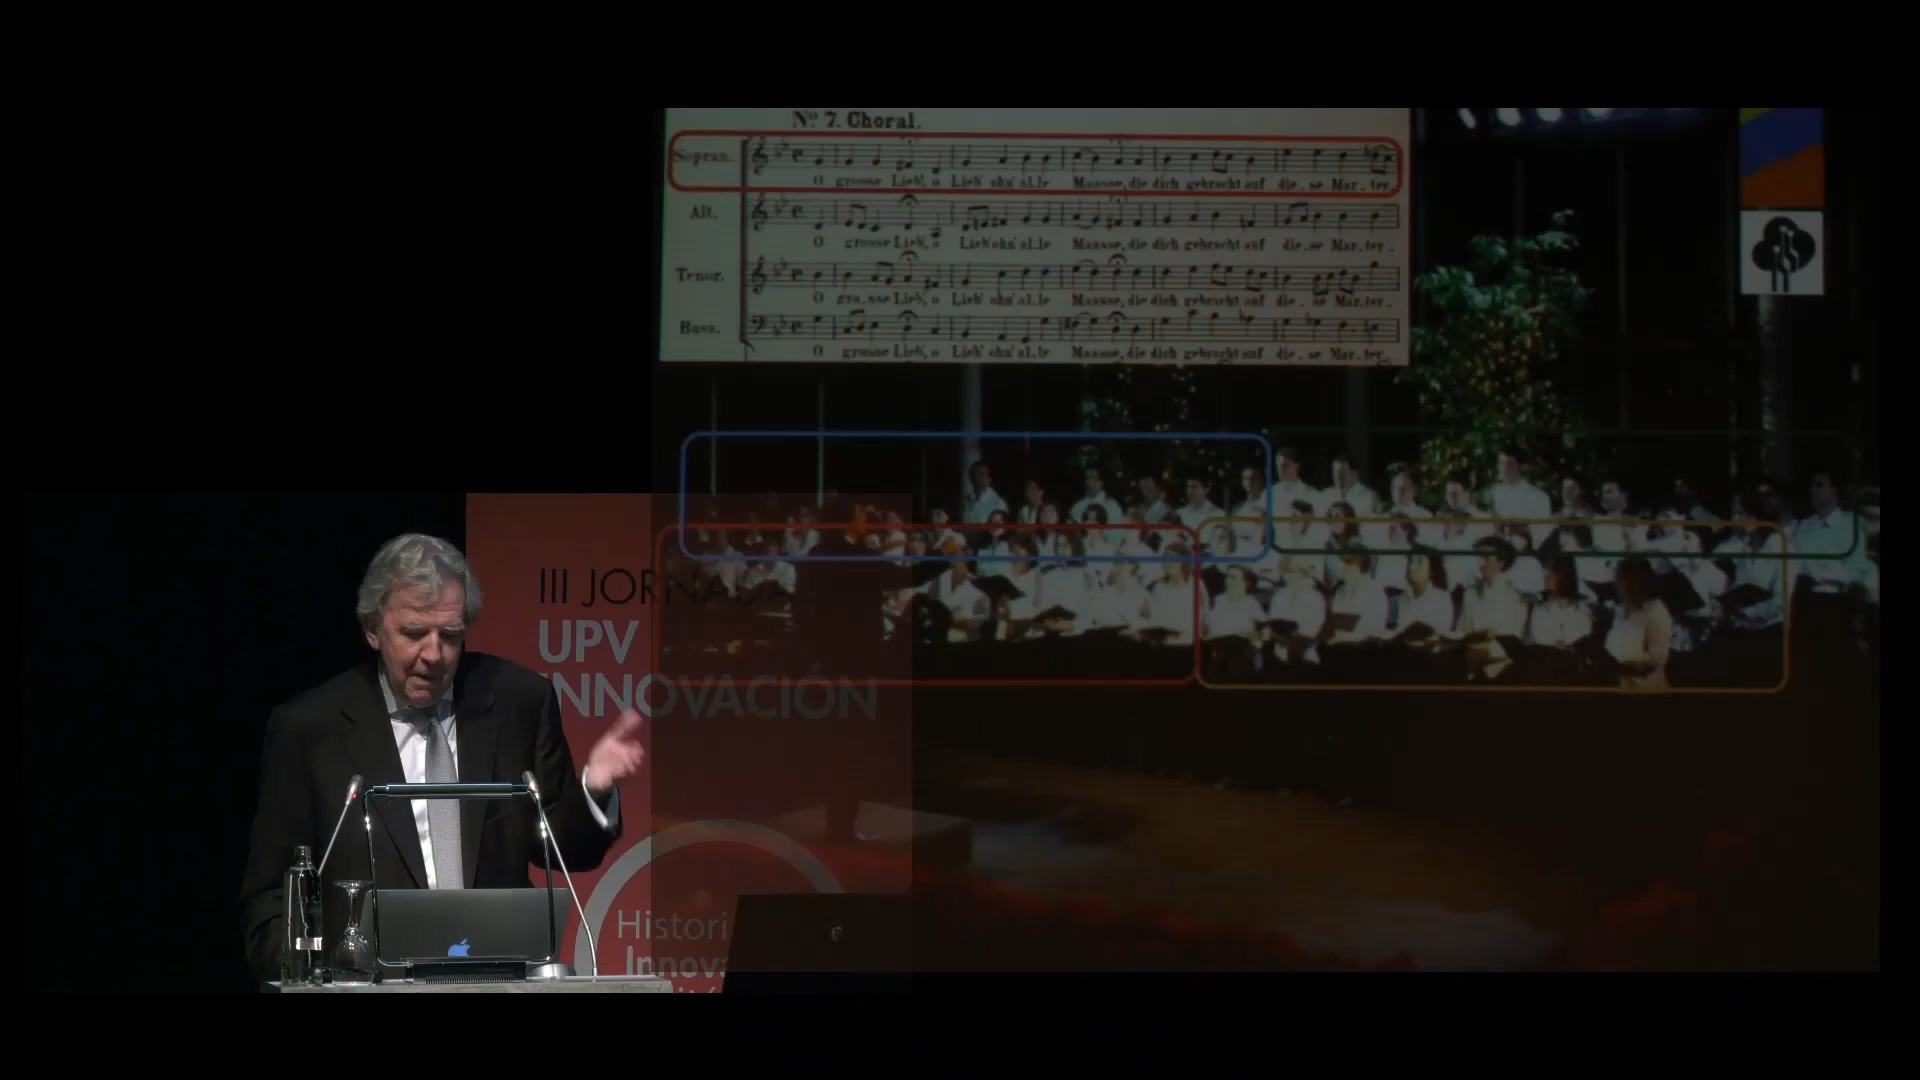 Nº 7. Choral.
Sopran.
O grosse Lieb', o Lieb' ohn' al.le Maasse, die dich gebracht auf die.se Mar.ter.
Alt.
O grosse Lieb', o Lieb' ohn' al.le Maasse, die dich gebracht auf die.se Mar.ter.
Tenor.
O gro.sse Lieb', o Lieb' ohn' al.le Maasse, die dich gebracht auf die.se Mar.ter.
Bass.
O grosse Lieb', o Lieb' ohn' al.le Maasse, die dich gebracht auf die.se Mar.ter.
III JORNADA
UPV
INNOVACIÓN
Histori
Innova